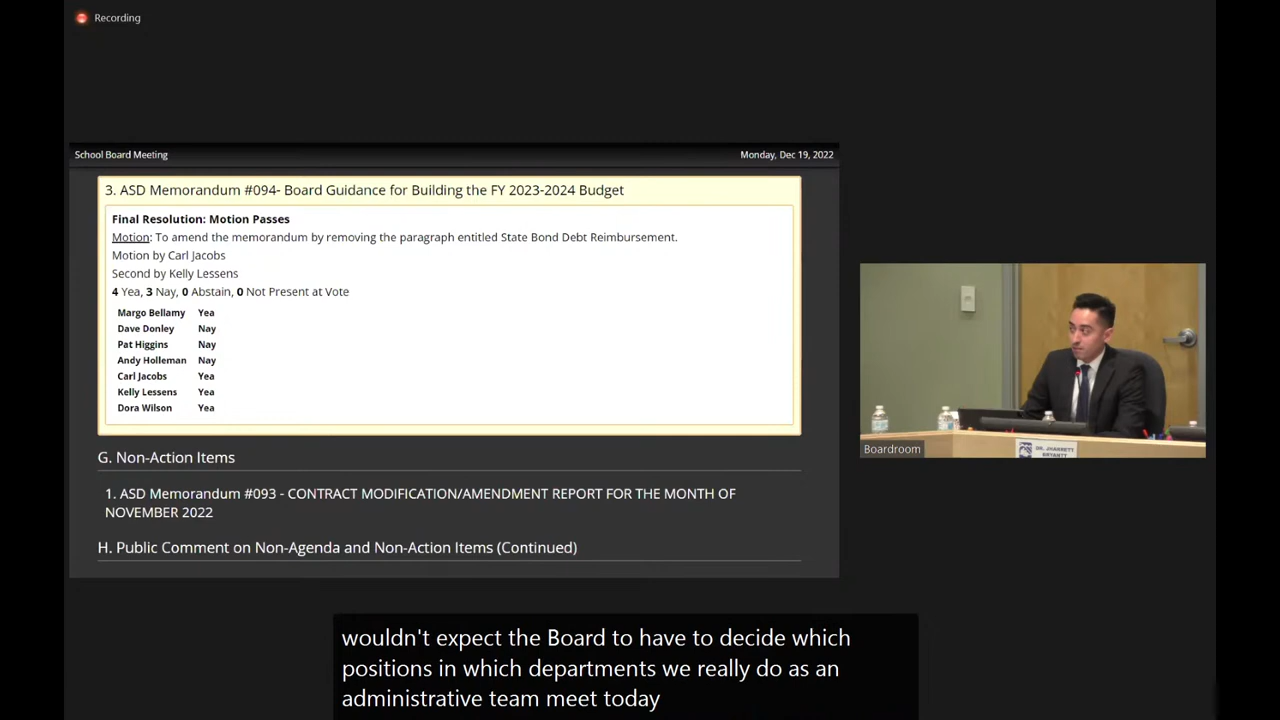 Recording
School Board Meeting
Monday, Dec 19, 2022
3. ASD Memorandum #094- Board Guidance for Building the FY 2023-2024 Budget
Final Resolution: Motion Passes
Motion: To amend the memorandum by removing the paragraph entitled State Bond Debt Reimbursement.
Motion by Carl Jacobs
Second by Kelly Lessens
4 Yea, 3 Nay, 0 Abstain, 0 Not Present at Vote
Margo Bellamy Yea
Dave Donley Nay
Pat Higgins Nay
Andy Holleman Nay
Carl Jacobs Yea
Kelly Lessens Yea
Dora Wilson Yea
G. Non-Action Items
1. ASD Memorandum #093 - CONTRACT MODIFICATION/AMENDMENT REPORT FOR THE MONTH OF
NOVEMBER 2022
H. Public Comment on Non-Agenda and Non-Action Items (Continued)
Boardroom
DR. JHARRETT
BRYANTT
wouldn't expect the Board to have to decide which
positions in which departments we really do as an
administrative team meet today